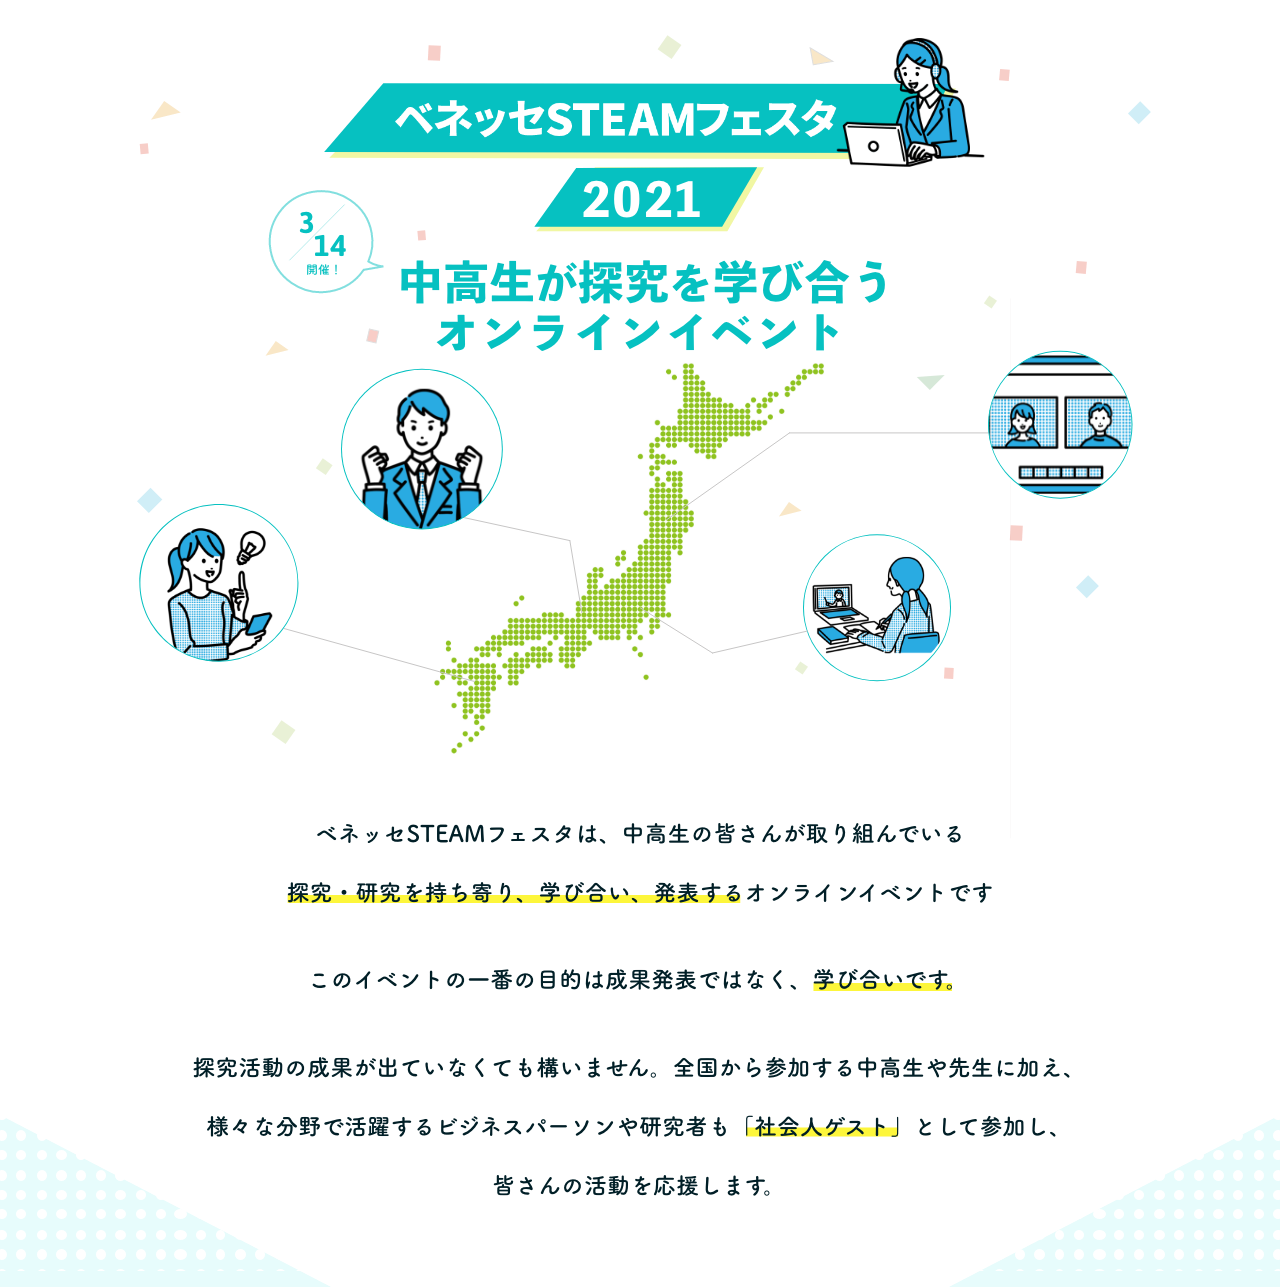 ベネッセSTEAMフェスタ
2021
3
14
開催！
中高生が探究を学び合う
オンラインイベント
ベネッセSTEAMフェスタは、中高生の皆さんが取り組んでいる
探究・研究を持ち寄り、学び合い、発表するオンラインイベントです
このイベントの一番の目的は成果発表ではなく、学び合いです。
探究活動の成果が出ていなくても構いません。全国から参加する中高生や先生に加え、
様々な分野で活躍するビジネスパーソンや研究者も「社会人ゲスト」として参加し、
皆さんの活動を応援します。